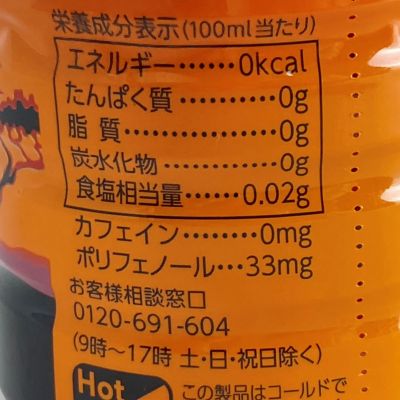 栄養成分表示(100ml当たり)
エネルギー……0kcal
たんぱく質………0g
脂 質……………0g
炭水化物…………0g
食塩相当量……0.02g
カフェイン………0mg
ポリフェノール…33mg
お客様相談窓口
0120-691-604
(9時〜17時 土・日・祝日除く)
Hot
この製品はコールドで